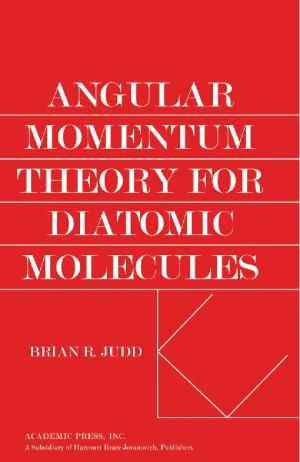 ANGULAR
MOMENTUM
THEORY FOR
DIATOMIC
MOLECULES
BRIAN R. JUDD
ACADEMIC PRESS, INC.
A Subsidiary of Harcourt Brace Jovanovich, Publishers